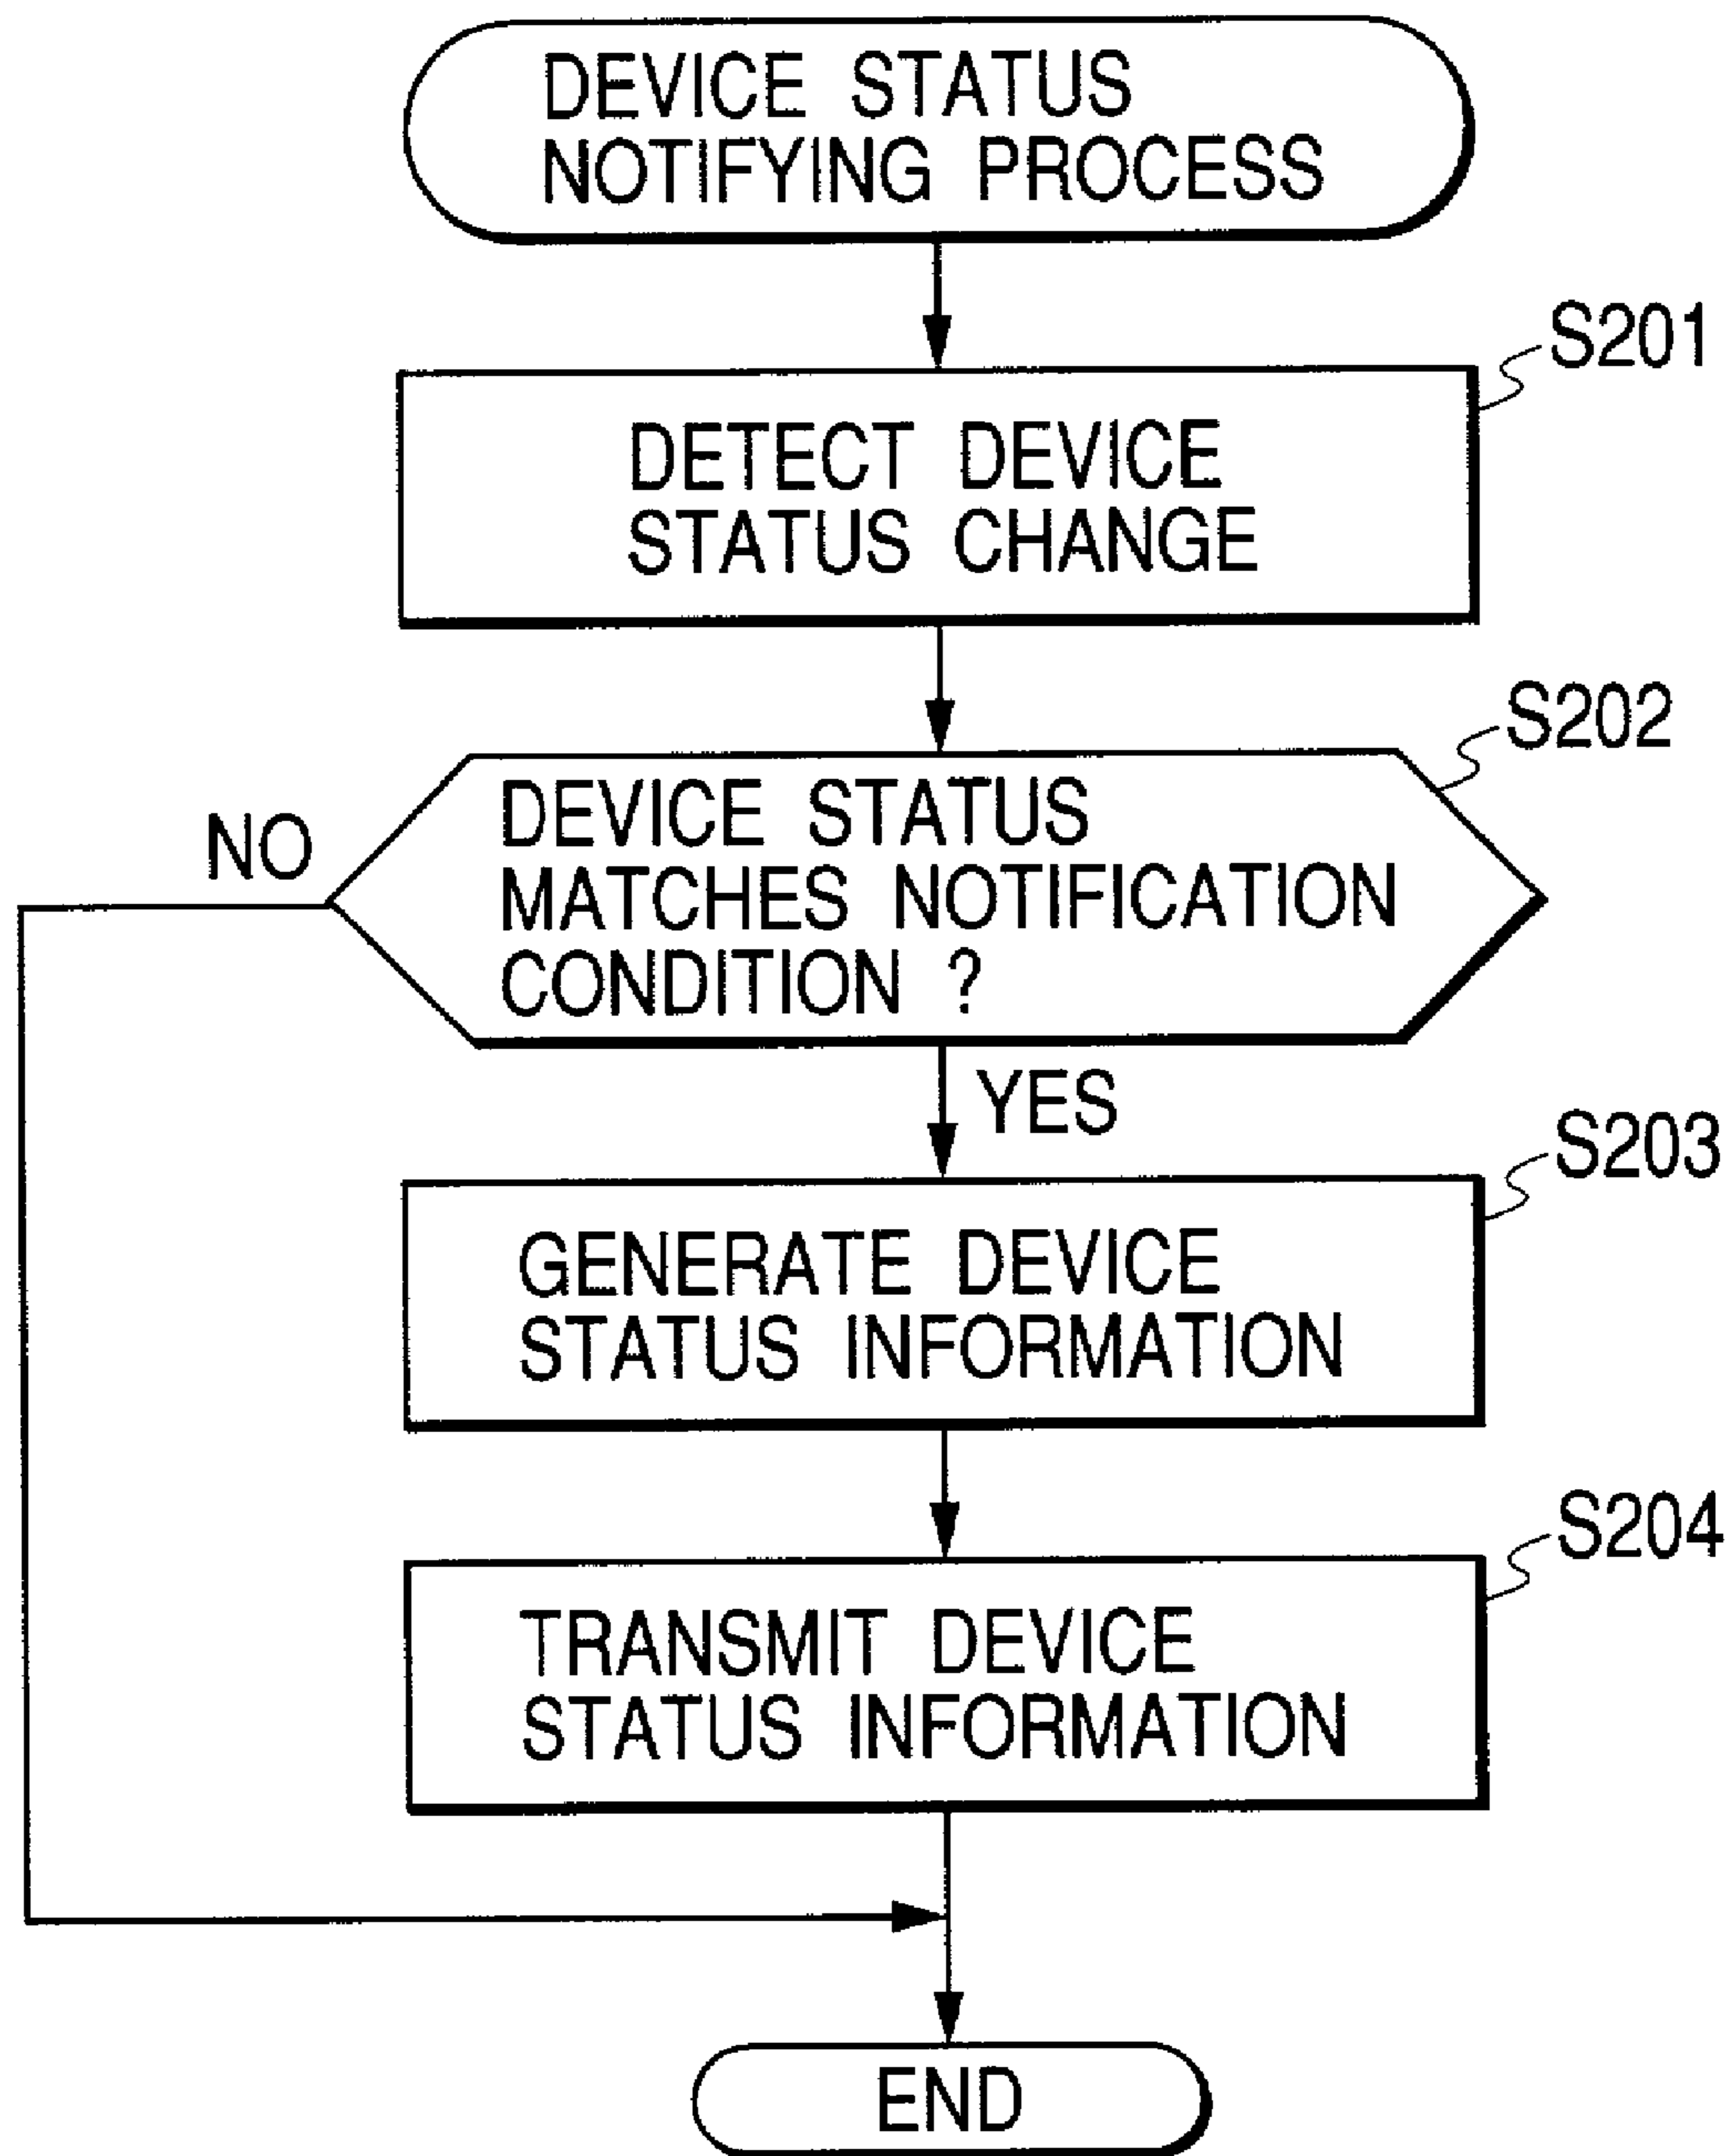 DEVICE STATUS
NOTIFYING PROCESS
S201
DETECT DEVICE
STATUS CHANGE
S202
DEVICE STATUS
MATCHES NOTIFICATION
CONDITION ?
NO
YES
S203
GENERATE DEVICE
STATUS INFORMATION
S204
TRANSMIT DEVICE
STATUS INFORMATION
END